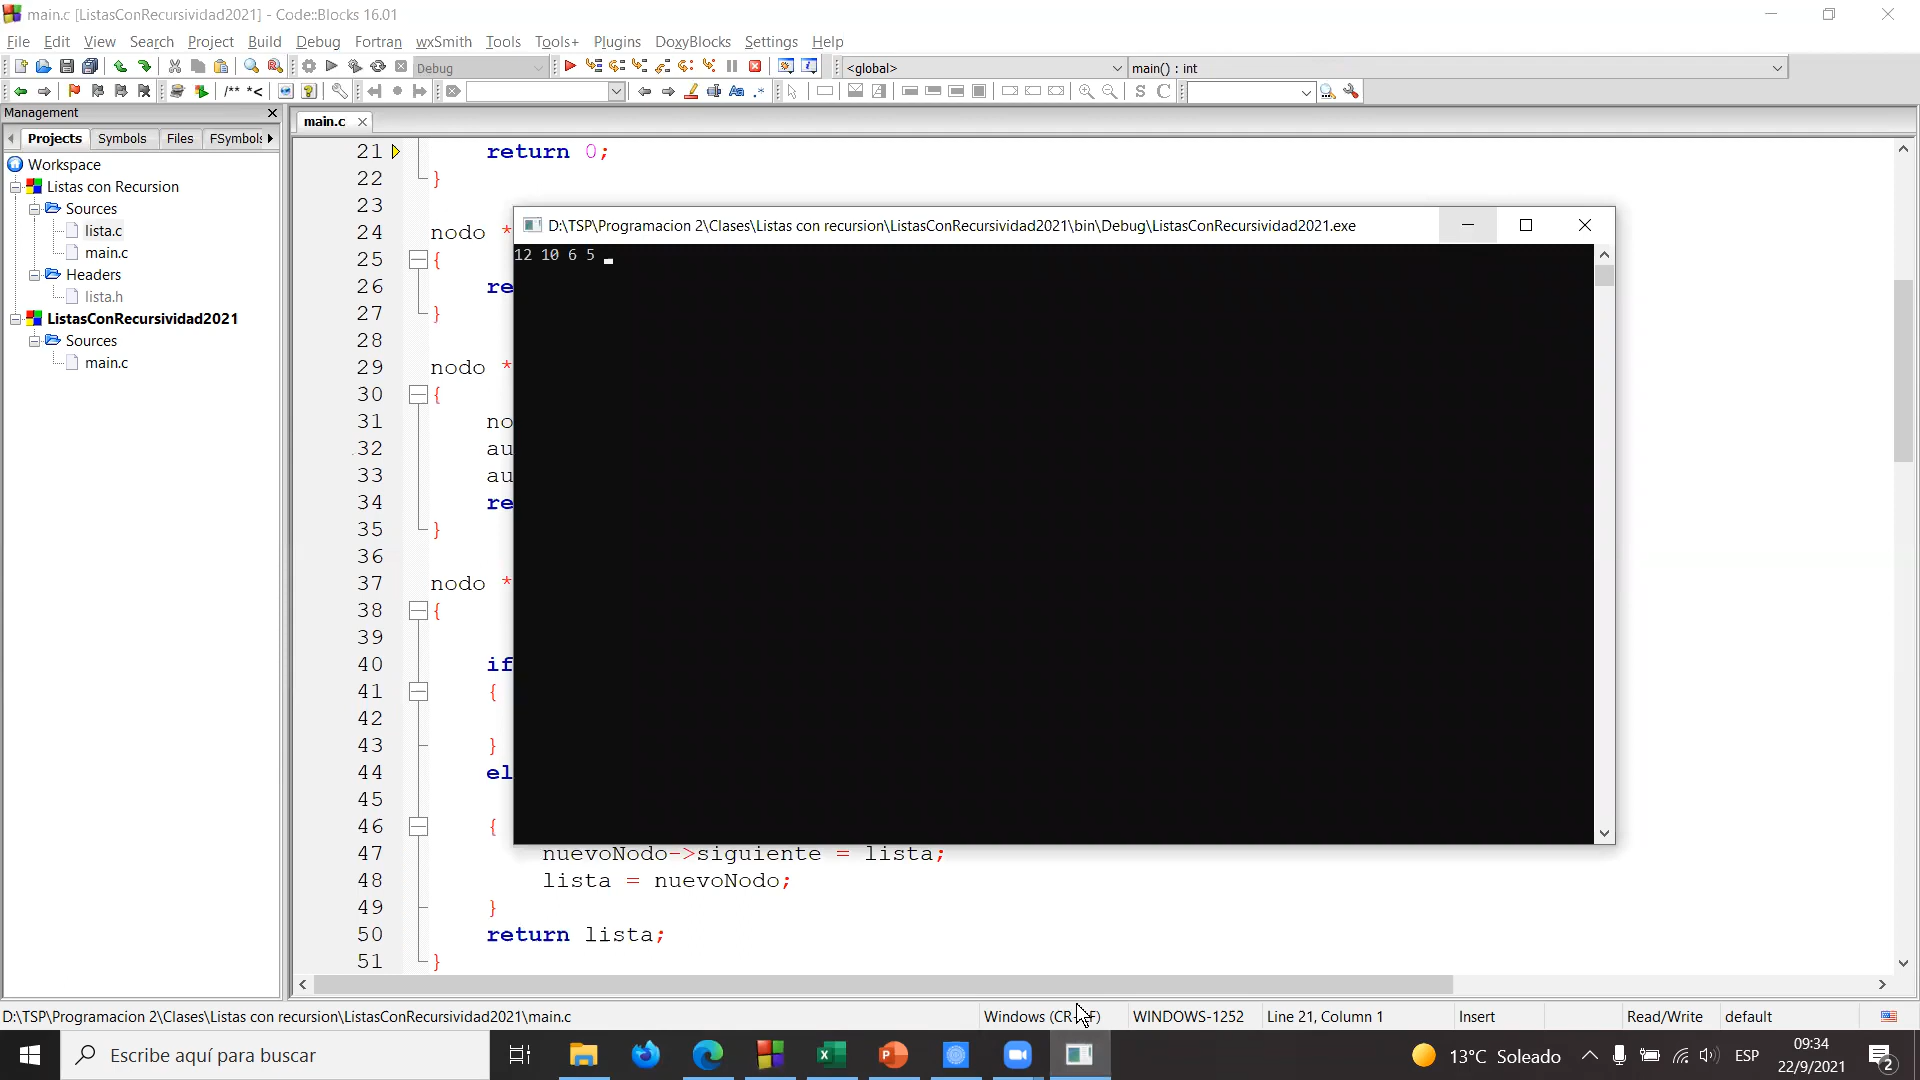 main.c [ListasConRecursividad2021] - Code::Blocks 16.01
File Edit View Search Project Build Debug Fortran wxSmith Tools Tools+ Plugins DoxyBlocks Settings Help
Debug
<global>
main() : int
/** *<
Aa .*
S C
Management
main.c
Projects Symbols Files FSymbols
Workspace
Listas con Recursion
Sources
lista.c
main.c
Headers
lista.h
ListasConRecursividad2021
Sources
main.c
21 return 0;
22 }
23
24 nodo *
25 {
26 re
27 }
28
29 nodo *
30 {
31 no
32 au
33 au
34 re
35 }
36
37 nodo *
38 {
39
40 if
41 {
42
43 }
44 el
45
46 {
47 nuevoNodo->siguiente = lista;
48 lista = nuevoNodo;
49 }
50 return lista;
51 }
D:\TSP\Programacion 2\Clases\Listas con recursion\ListasConRecursividad2021\bin\Debug\ListasConRecursividad2021.exe
12 10 6 5
D:\TSP\Programacion 2\Clases\Listas con recursion\ListasConRecursividad2021\main.c
Windows (CR+LF)
WINDOWS-1252
Line 21, Column 1
Insert
Read/Write
default
Escribe aquí para buscar
13°C Soleado
ESP
09:34
22/9/2021
2